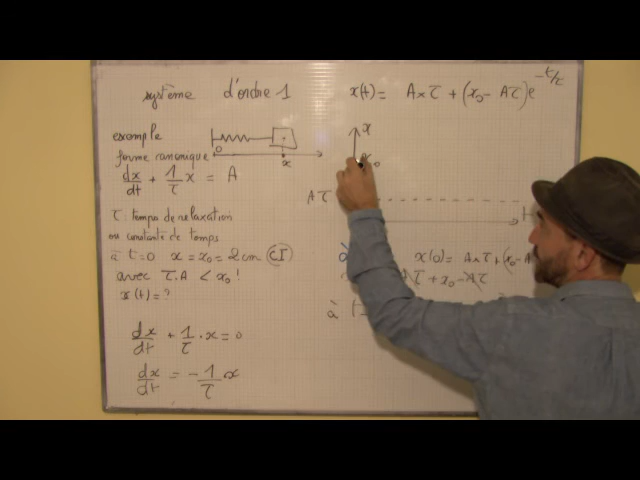 système d'ordre 1
exemple
0 x
forme canonique
dx/dt + 1/τ x = A
τ : temps de relaxation
ou constante de temps
à t=0 x = x₀ = 2cm (CI)
avec τ.A < x₀ !
x(t) = ?
dx/dt + 1/τ . x = 0
dx/dt = - 1/τ . x
x(t) = A×τ + (x₀ - Aτ)e^(-t/τ)
x
x₀
Aτ
x(0) = A×τ + (x₀ - A
τ + x₀ - Aτ
à